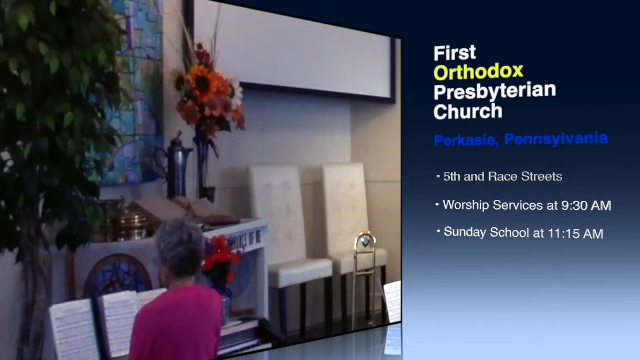 First
Orthodox
Presbyterian
Church
Perkasie, Pennsylvania
• 5th and Race Streets
• Worship Services at 9:30 AM
• Sunday School at 11:15 AM